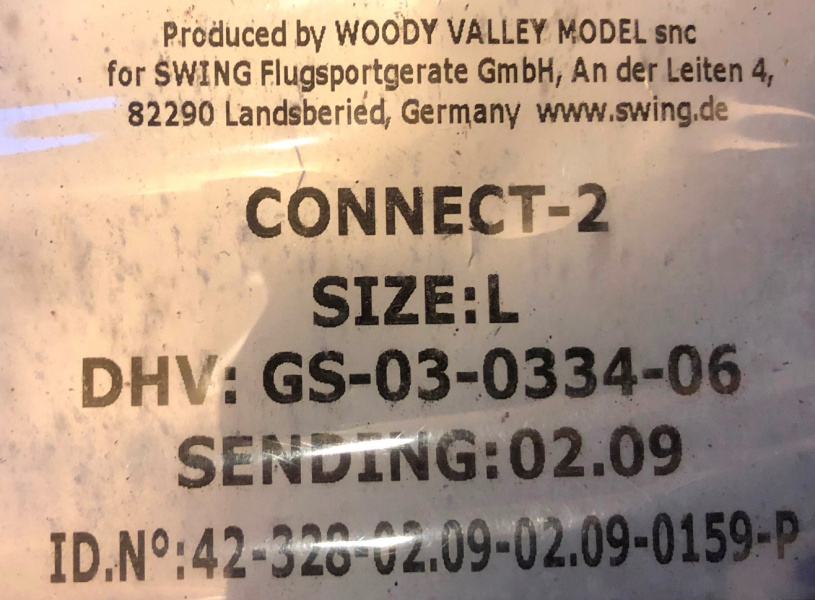 Produced by WOODY VALLEY MODEL snc
for SWING Flugsportgerate GmbH, An der Leiten 4,
82290 Landsberied, Germany www.swing.de
CONNECT-2
SIZE:L
DHV: GS-03-0334-06
SENDING:02.09
ID.Nº:42-328-02.09-02.09-0159-P